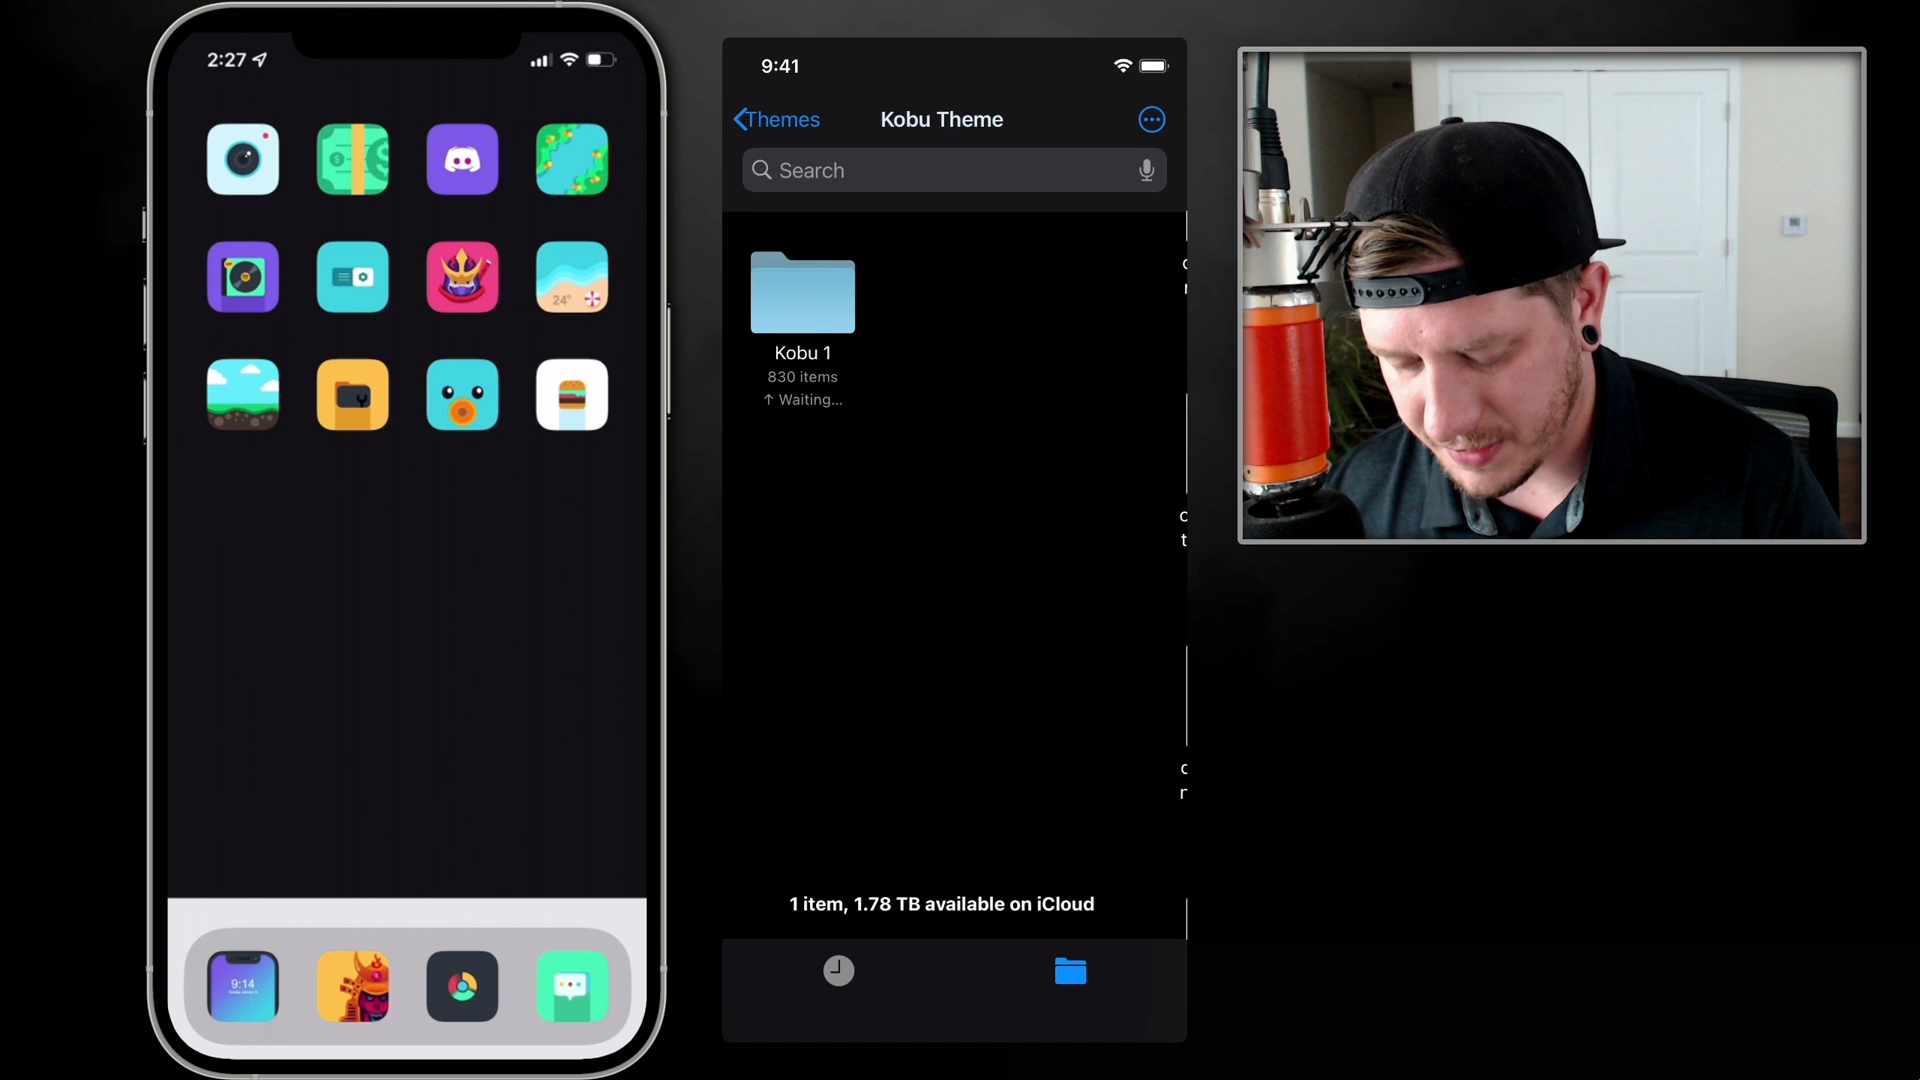 2:27
24°
9:14
9:41
Themes
Kobu Theme
Search
Kobu 1
830 items
↑ Waiting...
1 item, 1.78 TB available on iCloud